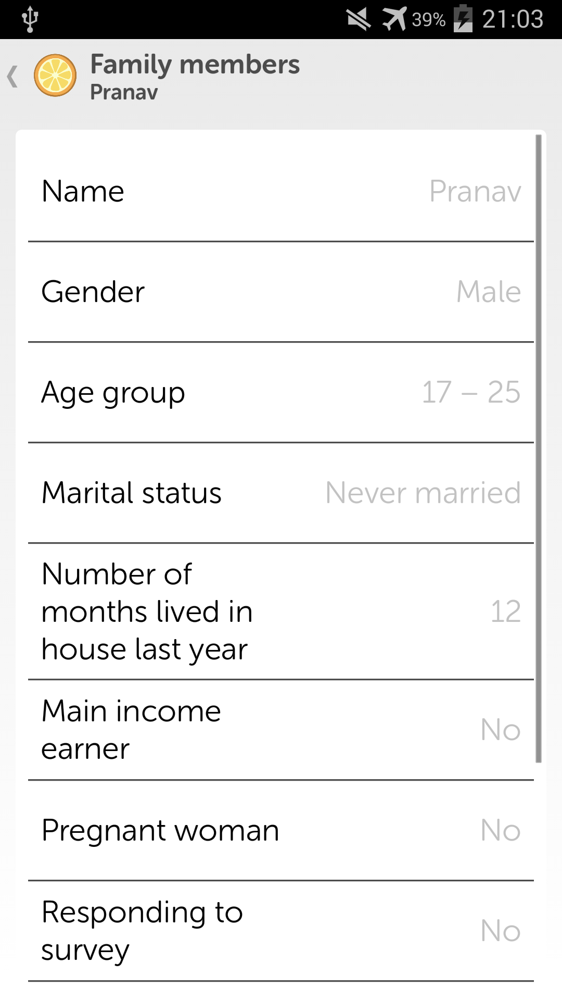 39% 21:03
Family members
Pranav
Name Pranav
Gender Male
Age group 17 – 25
Marital status Never married
Number of
months lived in 12
house last year
Main income
earner No
Pregnant woman No
Responding to
survey No